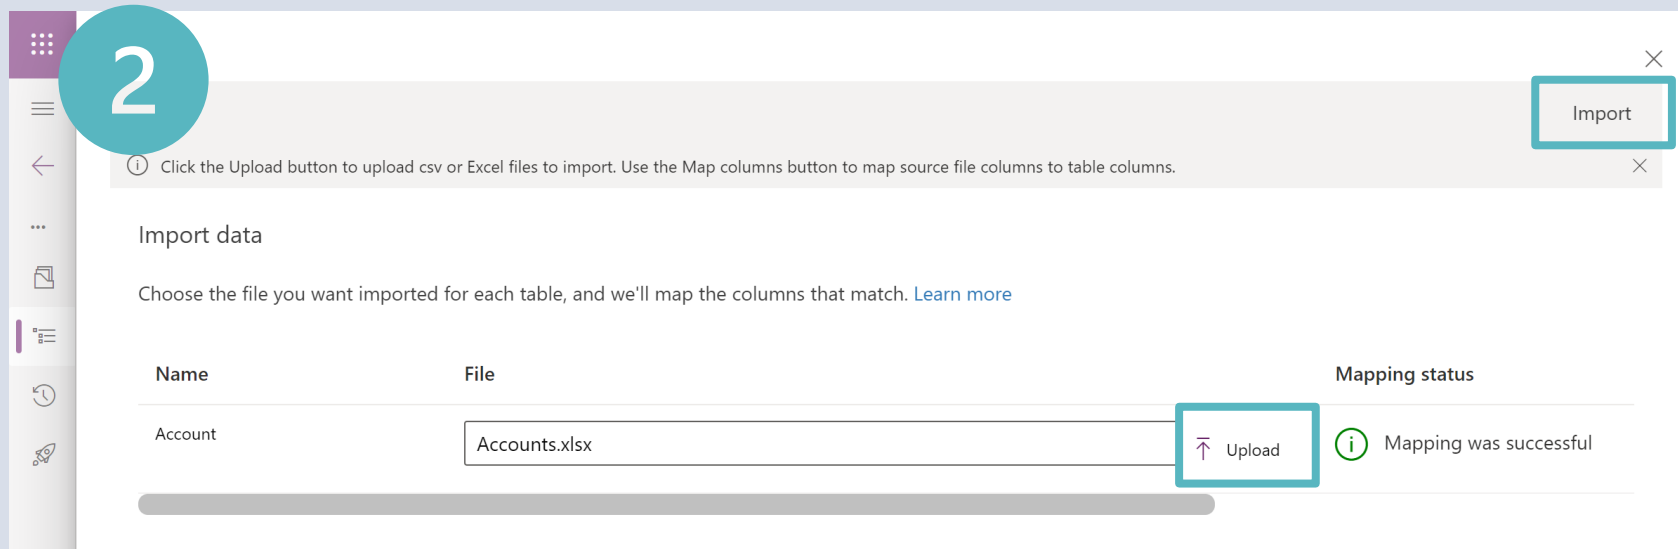 2
Import
Click the Upload button to upload csv or Excel files to import. Use the Map columns button to map source file columns to table columns.
Import data
Choose the file you want imported for each table, and we'll map the columns that match. Learn more
Name File Mapping status
Account Accounts.xlsx Upload Mapping was successful